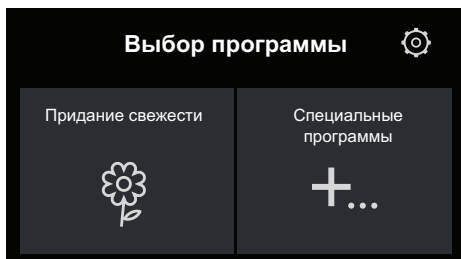 Выбор программы
Придание свежести
Специальные
программы
+...